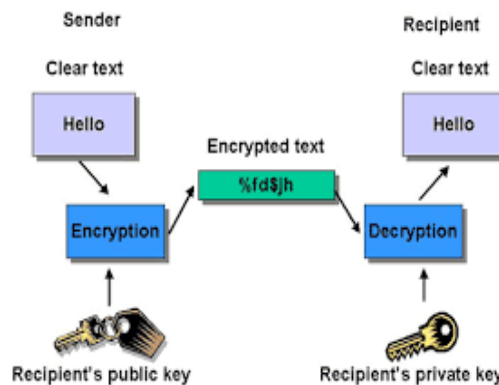 Sender
Recipient
Clear text
Clear text
Hello
Hello
Encrypted text
%fd$jh
Encryption
Decryption
Recipient's public key
Recipient's private key